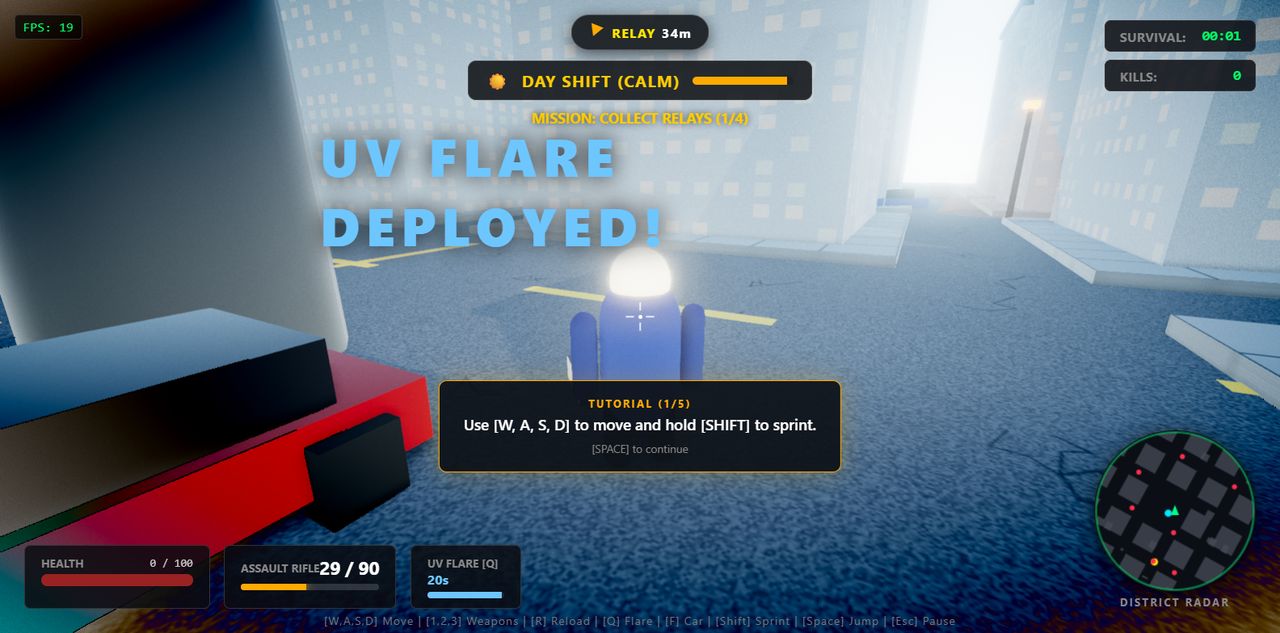 FPS: 19
RELAY 34m
DAY SHIFT (CALM)
MISSION: COLLECT RELAYS (1/4)
SURVIVAL: 00:01
KILLS: 0
UV FLARE
DEPLOYED!
TUTORIAL (1/5)
Use [W, A, S, D] to move and hold [SHIFT] to sprint.
[SPACE] to continue
HEALTH 0 / 100
ASSAULT RIFLE 29 / 90
UV FLARE [Q]
20s
DISTRICT RADAR
[W,A,S,D] Move | [1,2,3] Weapons | [R] Reload | [Q] Flare | [F] Car | [Shift] Sprint | [Space] Jump | [Esc] Pause